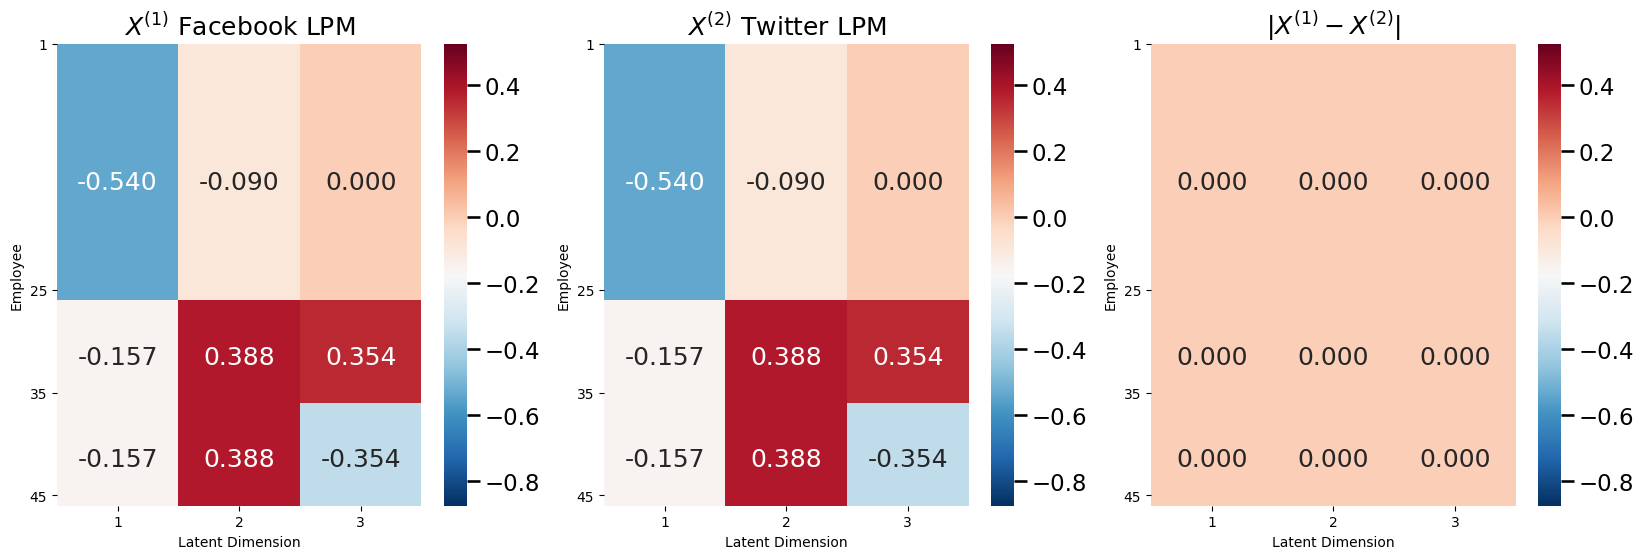 X^{(1)} Facebook LPM
1
25
35
45
Employee
-0.540 -0.090 0.000
-0.157 0.388 0.354
-0.157 0.388 -0.354
1 2 3
Latent Dimension
0.4
0.2
0.0
−0.2
−0.4
−0.6
−0.8
X^{(2)} Twitter LPM
1
25
35
45
Employee
-0.540 -0.090 0.000
-0.157 0.388 0.354
-0.157 0.388 -0.354
1 2 3
Latent Dimension
0.4
0.2
0.0
−0.2
−0.4
−0.6
−0.8
|X^{(1)} − X^{(2)}|
1
25
35
45
Employee
0.000 0.000 0.000
0.000 0.000 0.000
0.000 0.000 0.000
1 2 3
Latent Dimension
0.4
0.2
0.0
−0.2
−0.4
−0.6
−0.8